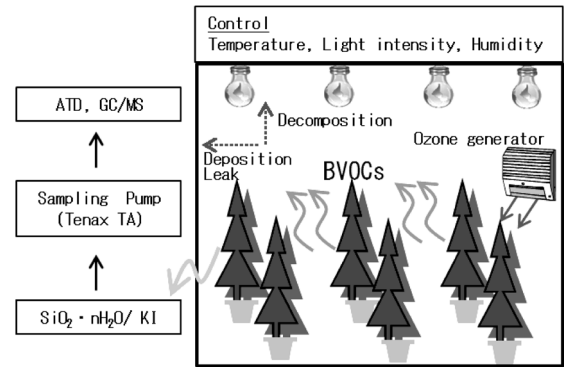 Control
Temperature, Light intensity, Humidity
ATD, GC/MS
Decomposition
Ozone generator
Deposition
Leak
BVOCs
Sampling Pump
(Tenax TA)
SiO₂・nH₂O/ KI